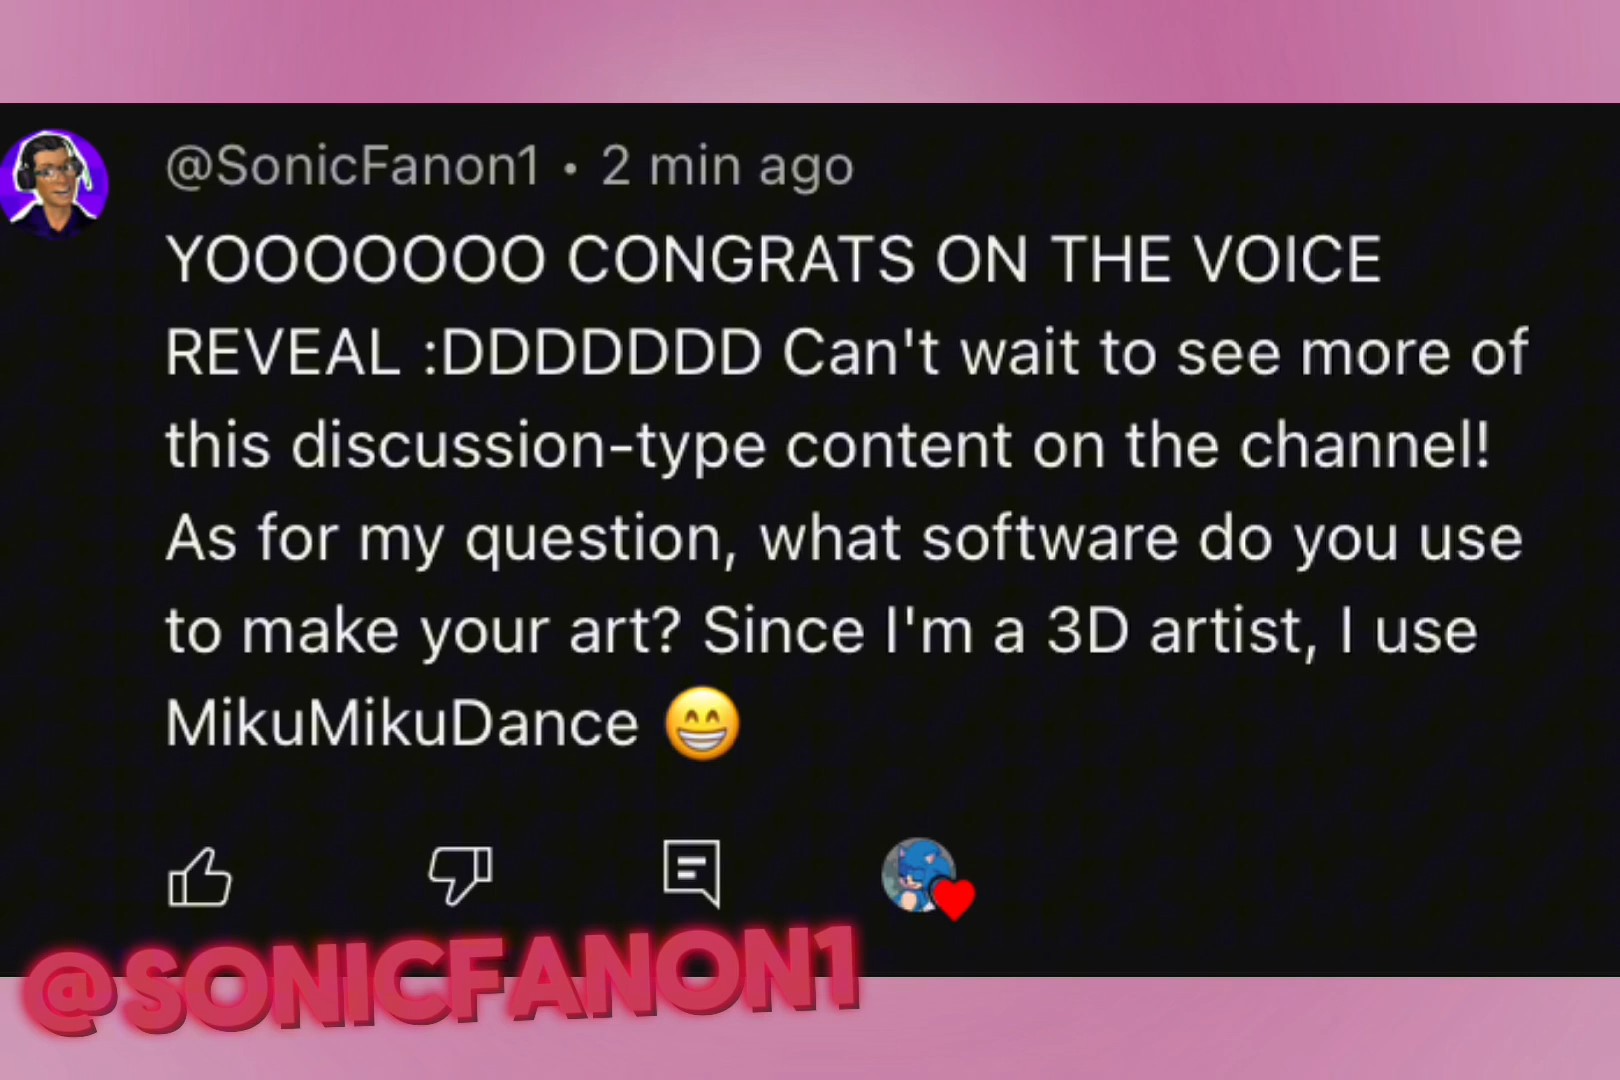 @SonicFanon1 • 2 min ago
YOOOOOOO CONGRATS ON THE VOICE
REVEAL :DDDDDDD Can't wait to see more of
this discussion-type content on the channel!
As for my question, what software do you use
to make your art? Since I'm a 3D artist, I use
MikuMikuDance 😁
@SONICFANON1